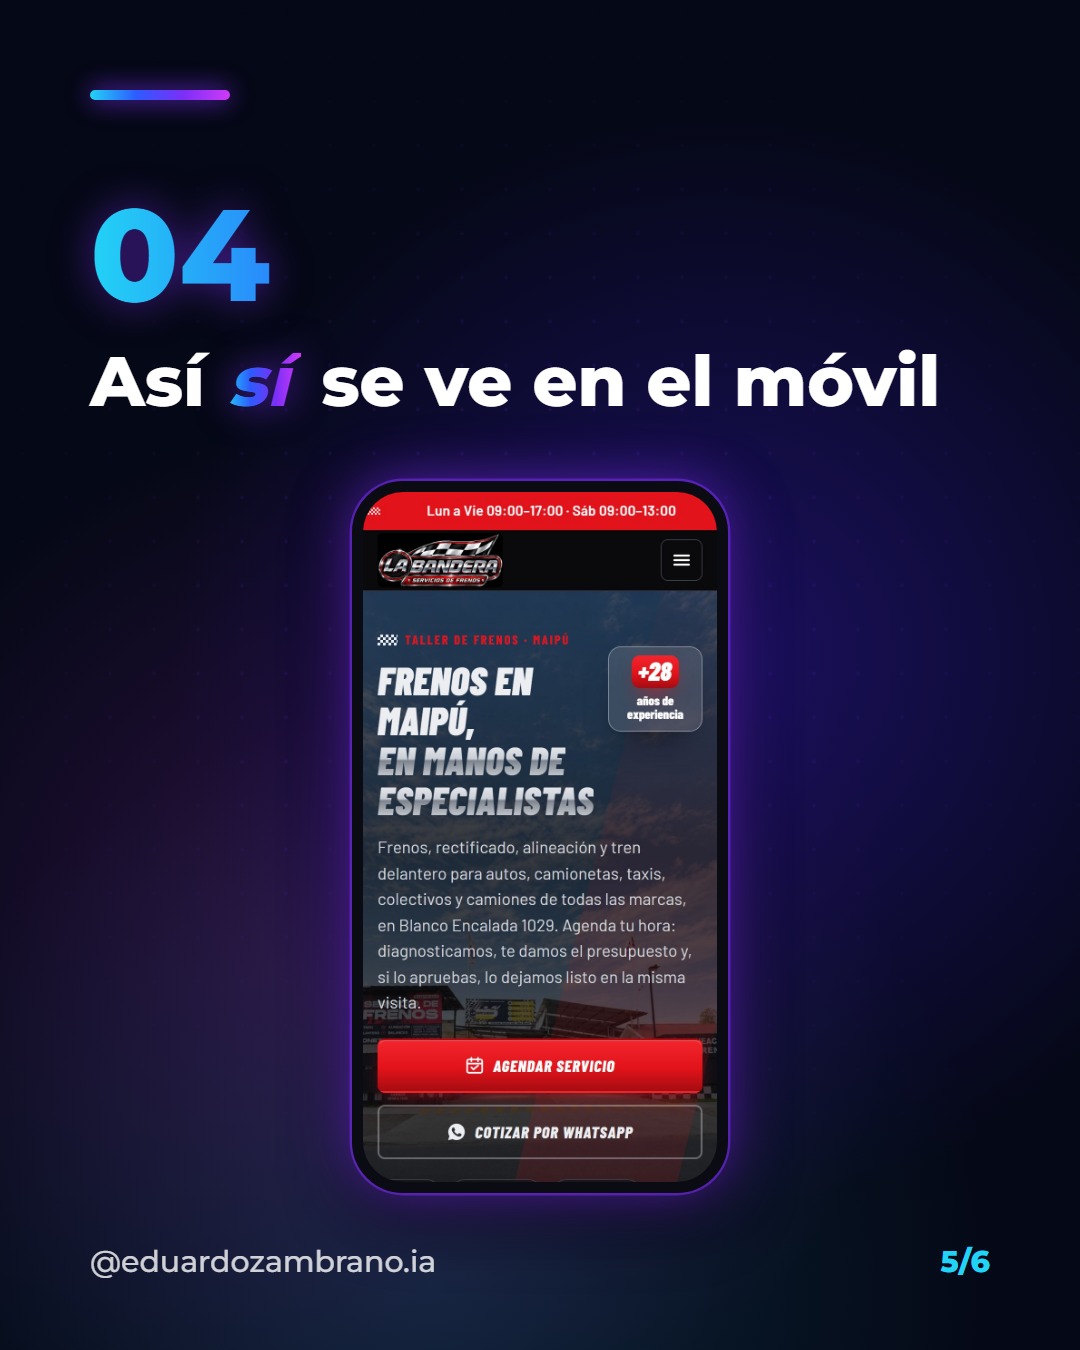 04
Así sí se ve en el móvil
Lun a Vie 09:00–17:00 · Sáb 09:00–13:00
LA BANDERA
SERVICIOS DE FRENOS
TALLER DE FRENOS · MAIPÚ
FRENOS EN
MAIPÚ,
EN MANOS DE
ESPECIALISTAS
+28
años de
experiencia
Frenos, rectificado, alineación y tren
delantero para autos, camionetas, taxis,
colectivos y camiones de todas las marcas,
en Blanco Encalada 1029. Agenda tu hora:
diagnosticamos, te damos el presupuesto y,
si lo apruebas, lo dejamos listo en la misma
visita.
FRENOS
AGENDAR SERVICIO
COTIZAR POR WHATSAPP
@eduardozambrano.ia
5/6